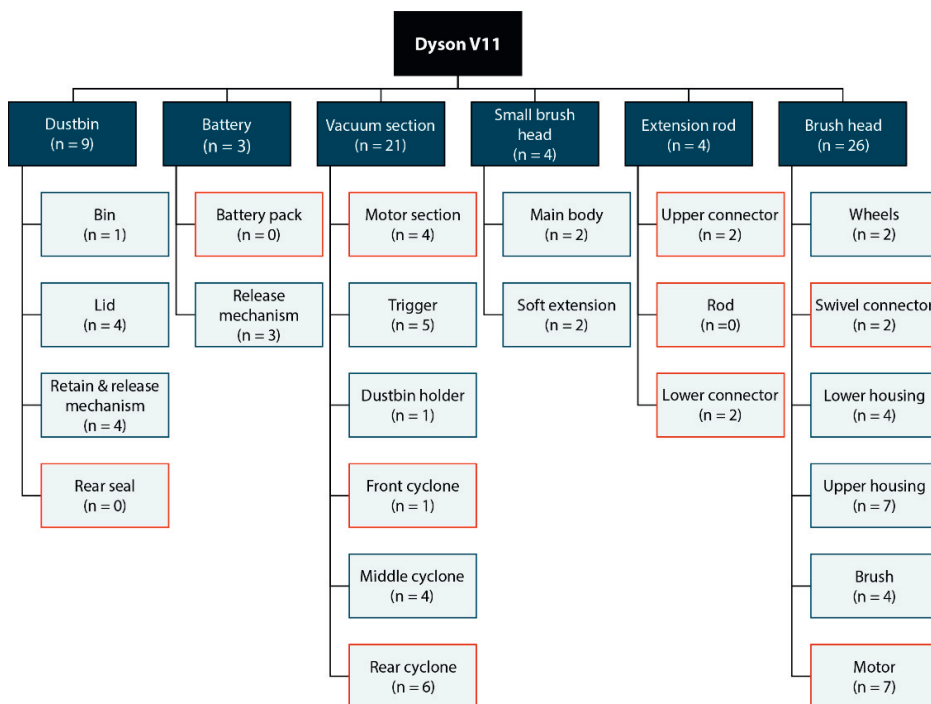 Dyson V11
Dustbin
(n = 9)
Battery
(n = 3)
Vacuum section
(n = 21)
Small brush
head
(n = 4)
Extension rod
(n = 4)
Brush head
(n = 26)
Bin
(n = 1)
Lid
(n = 4)
Retain & release
mechanism
(n = 4)
Rear seal
(n = 0)
Battery pack
(n = 0)
Release
mechanism
(n = 3)
Motor section
(n = 4)
Trigger
(n = 5)
Dustbin holder
(n = 1)
Front cyclone
(n = 1)
Middle cyclone
(n = 4)
Rear cyclone
(n = 6)
Main body
(n = 2)
Soft extension
(n = 2)
Upper connector
(n = 2)
Rod
(n =0)
Lower connector
(n = 2)
Wheels
(n = 2)
Swivel connector
(n = 2)
Lower housing
(n = 4)
Upper housing
(n = 7)
Brush
(n = 4)
Motor
(n = 7)